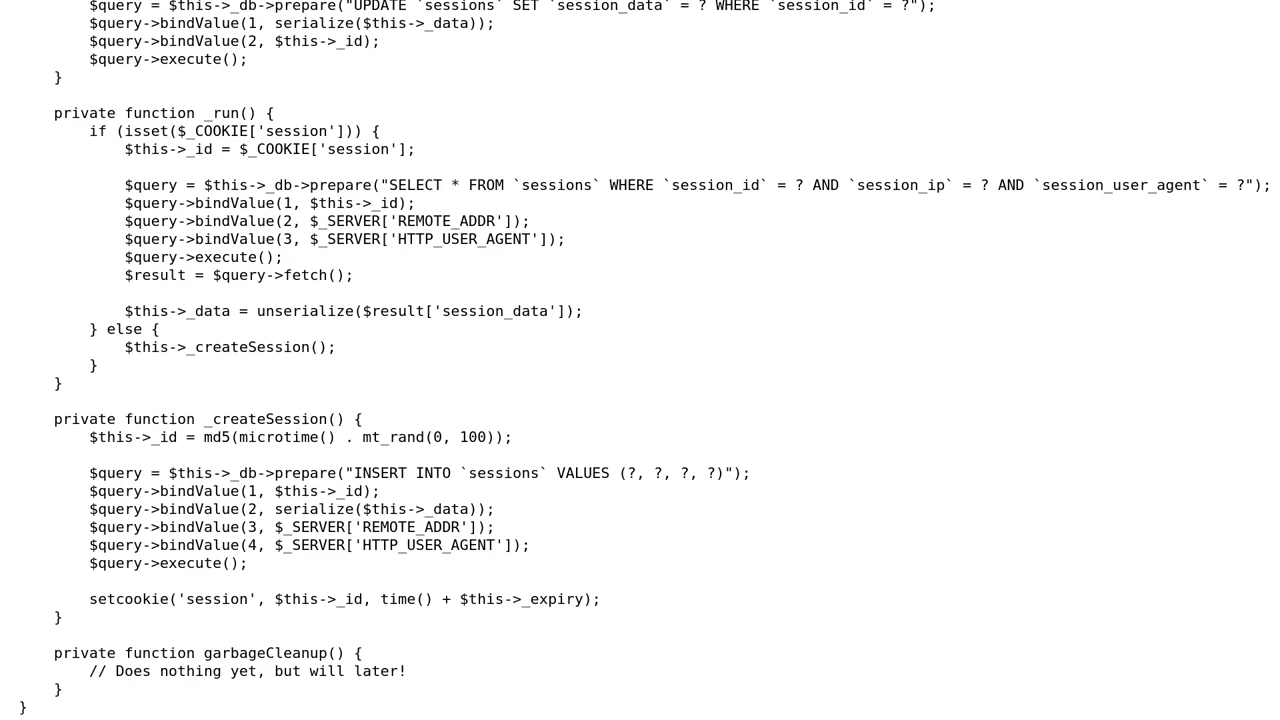 $query = $this->_db->prepare("UPDATE `sessions` SET `session_data` = ? WHERE `session_id` = ?");
$query->bindValue(1, serialize($this->_data));
$query->bindValue(2, $this->_id);
$query->execute();
}
private function _run() {
if (isset($_COOKIE['session'])) {
$this->_id = $_COOKIE['session'];
$query = $this->_db->prepare("SELECT * FROM `sessions` WHERE `session_id` = ? AND `session_ip` = ? AND `session_user_agent` = ?");
$query->bindValue(1, $this->_id);
$query->bindValue(2, $_SERVER['REMOTE_ADDR']);
$query->bindValue(3, $_SERVER['HTTP_USER_AGENT']);
$query->execute();
$result = $query->fetch();
$this->_data = unserialize($result['session_data']);
} else {
$this->_createSession();
}
}
private function _createSession() {
$this->_id = md5(microtime() . mt_rand(0, 100));
$query = $this->_db->prepare("INSERT INTO `sessions` VALUES (?, ?, ?, ?)");
$query->bindValue(1, $this->_id);
$query->bindValue(2, serialize($this->_data));
$query->bindValue(3, $_SERVER['REMOTE_ADDR']);
$query->bindValue(4, $_SERVER['HTTP_USER_AGENT']);
$query->execute();
setcookie('session', $this->_id, time() + $this->_expiry);
}
private function garbageCleanup() {
// Does nothing yet, but will later!
}
}